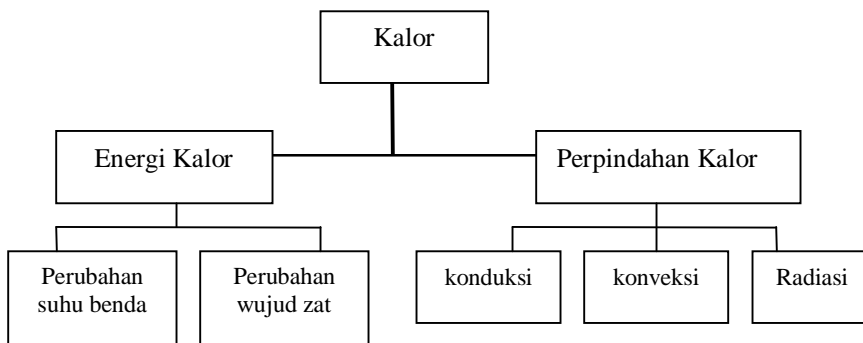 Kalor
Energi Kalor
Perpindahan Kalor
Perubahan
suhu benda
Perubahan
wujud zat
konduksi
konveksi
Radiasi